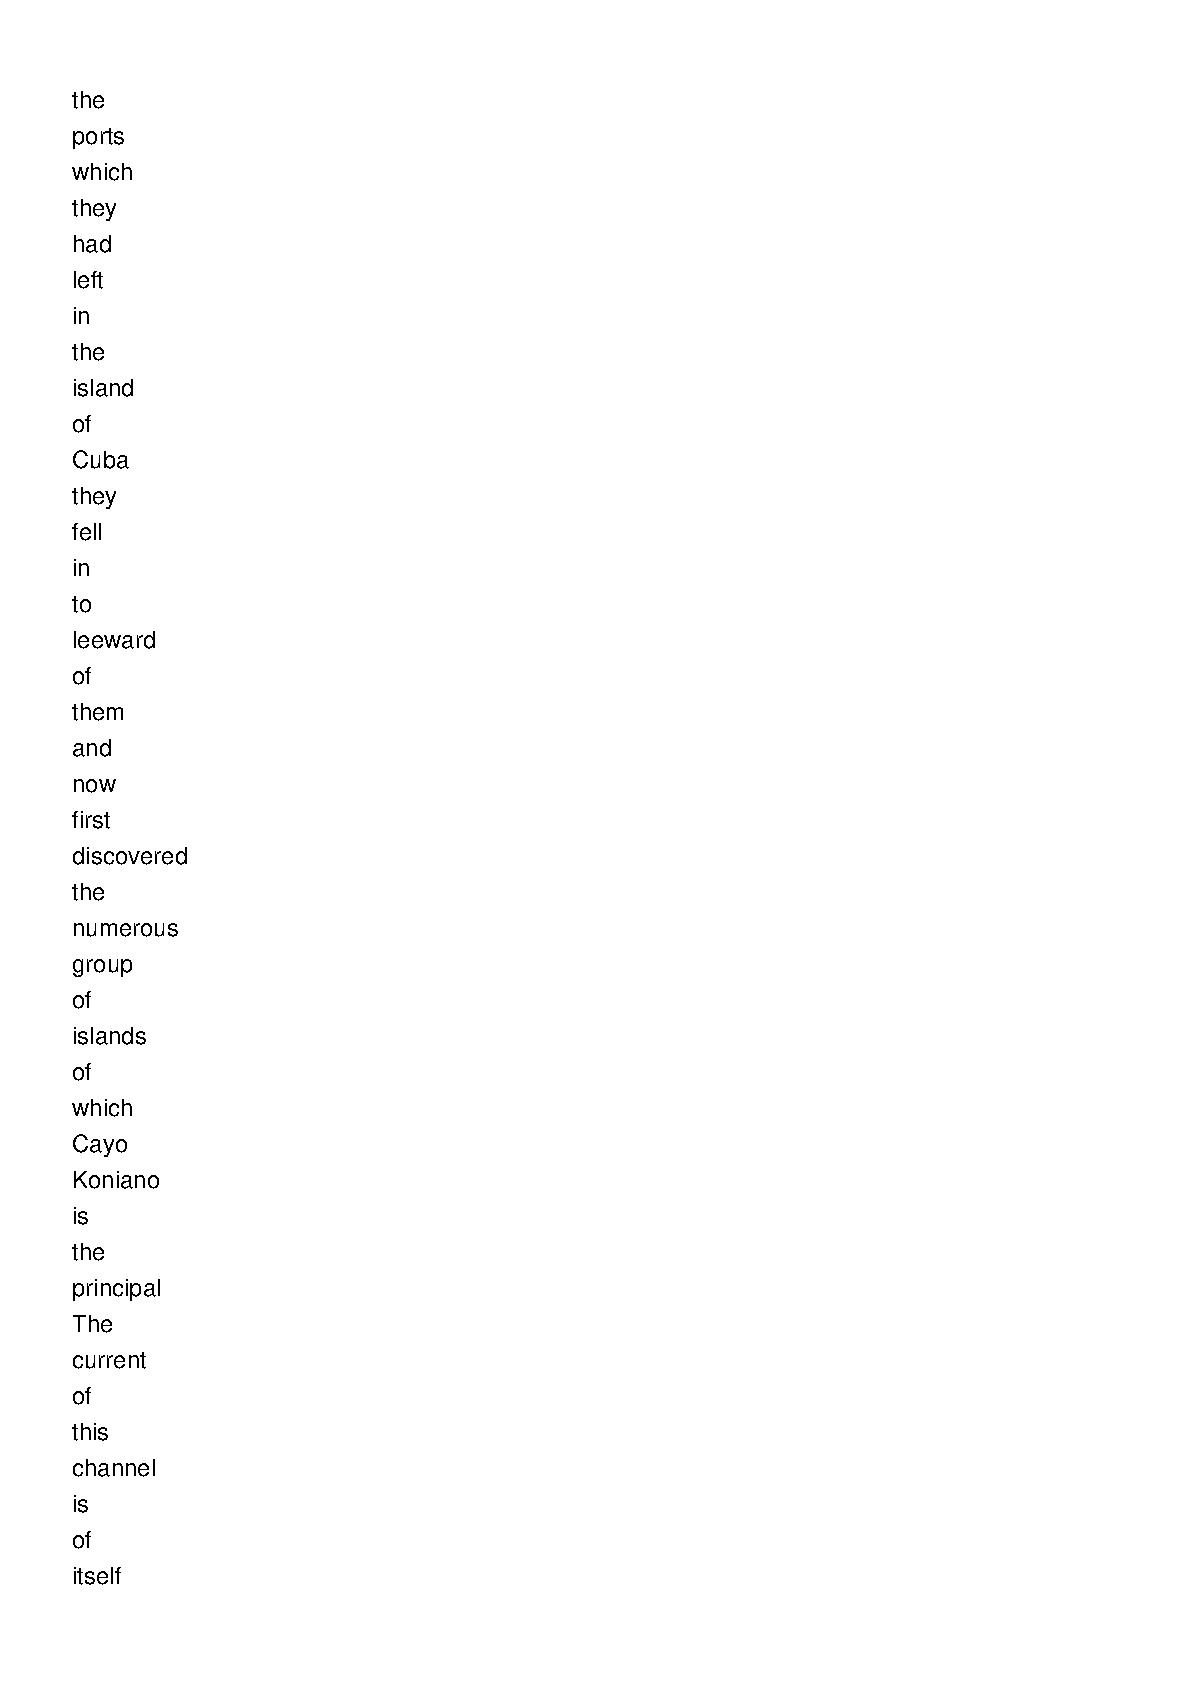 the
ports
which
they
had
left
in
the
island
of
Cuba
they
fell
in
to
leeward
of
them
and
now
first
discovered
the
numerous
group
of
islands
of
which
Cayo
Koniano
is
the
principal
The
current
of
this
channel
is
of
itself